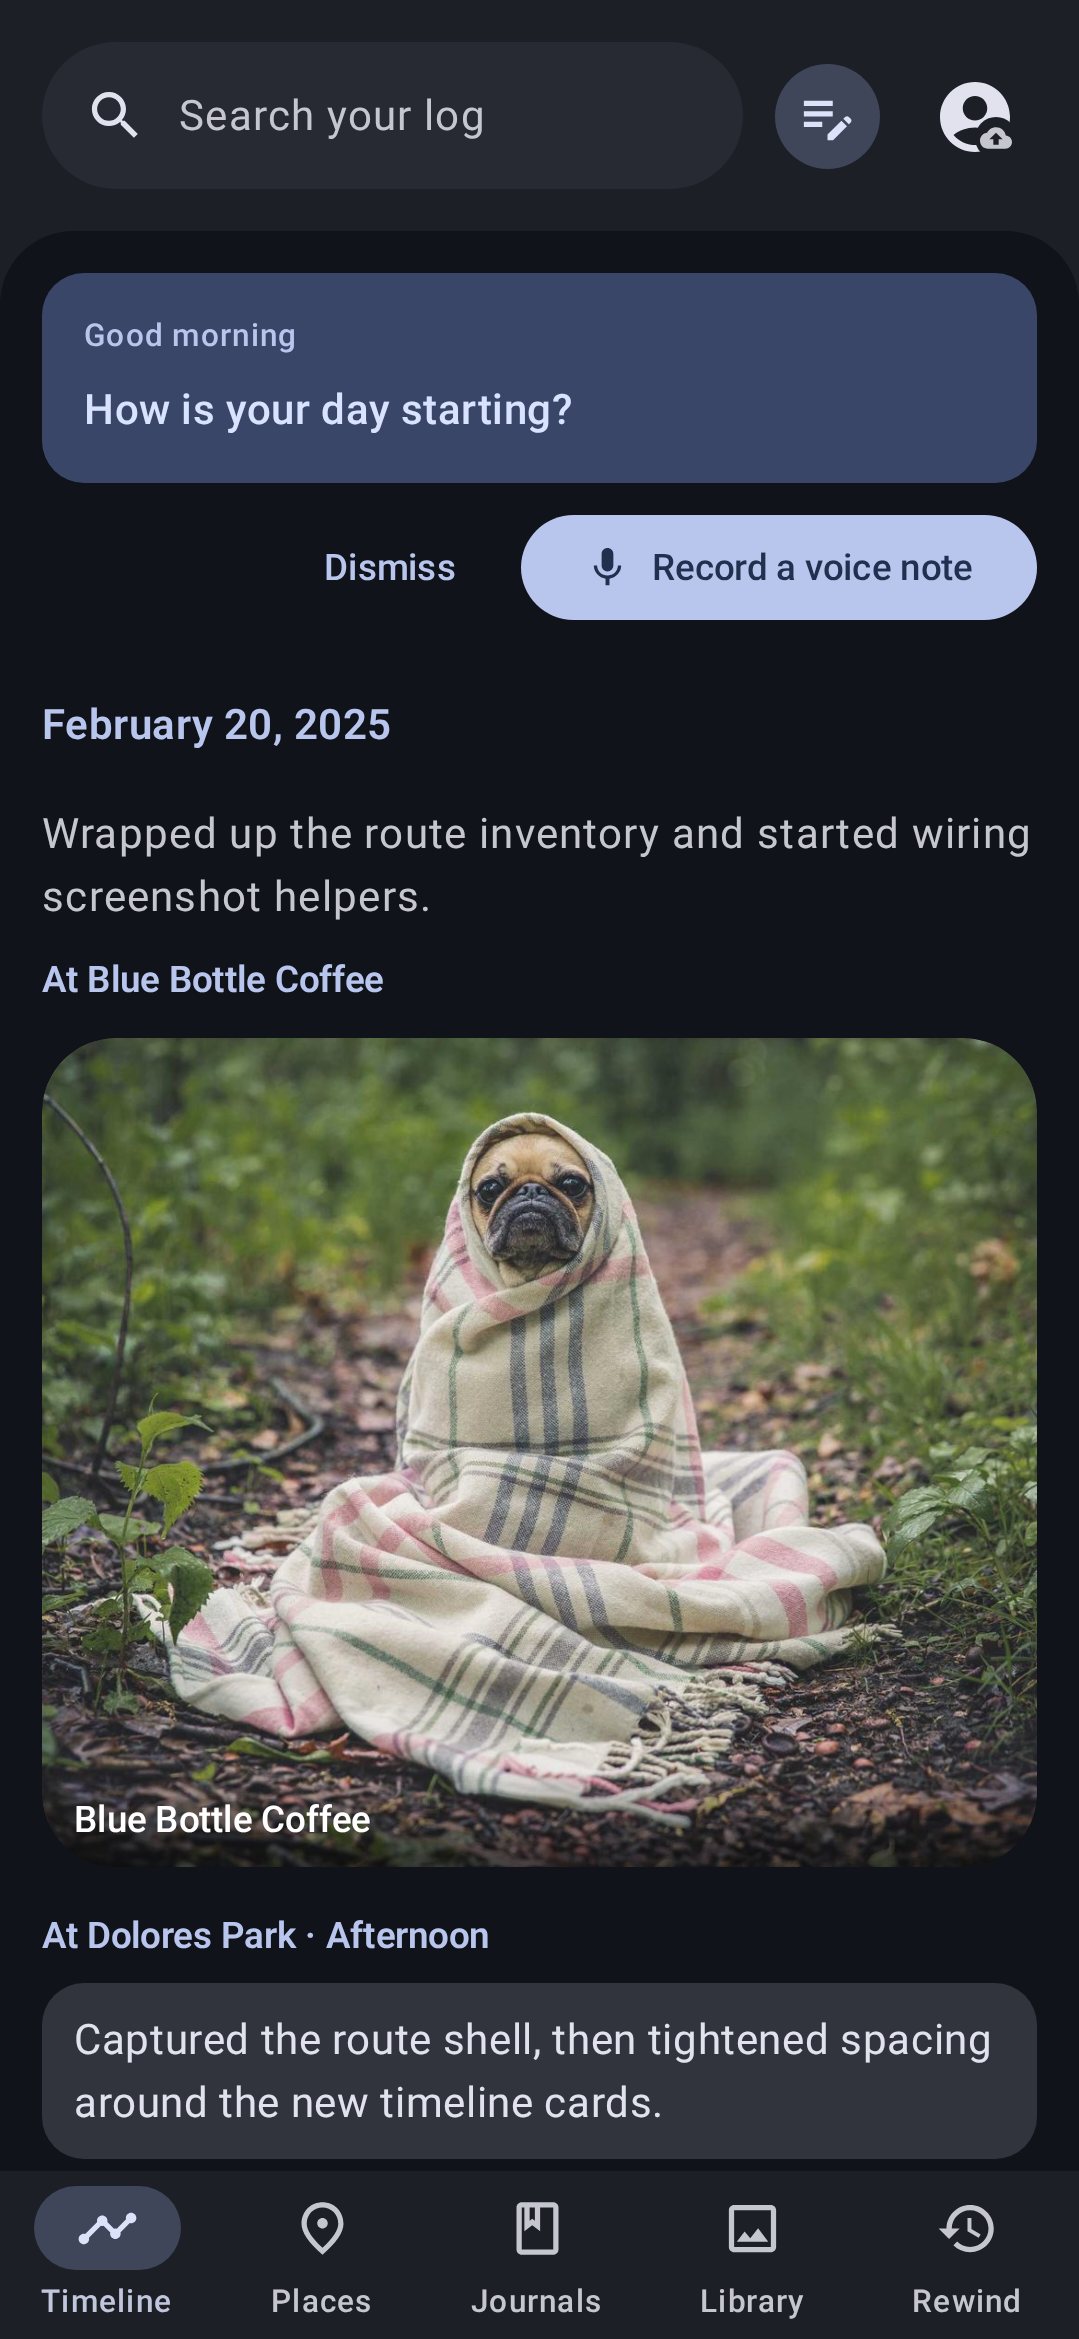 Search your log
Good morning
How is your day starting?
Dismiss
Record a voice note
February 20, 2025
Wrapped up the route inventory and started wiring
screenshot helpers.
At Blue Bottle Coffee
Blue Bottle Coffee
At Dolores Park · Afternoon
Captured the route shell, then tightened spacing
around the new timeline cards.
Timeline
Places
Journals
Library
Rewind